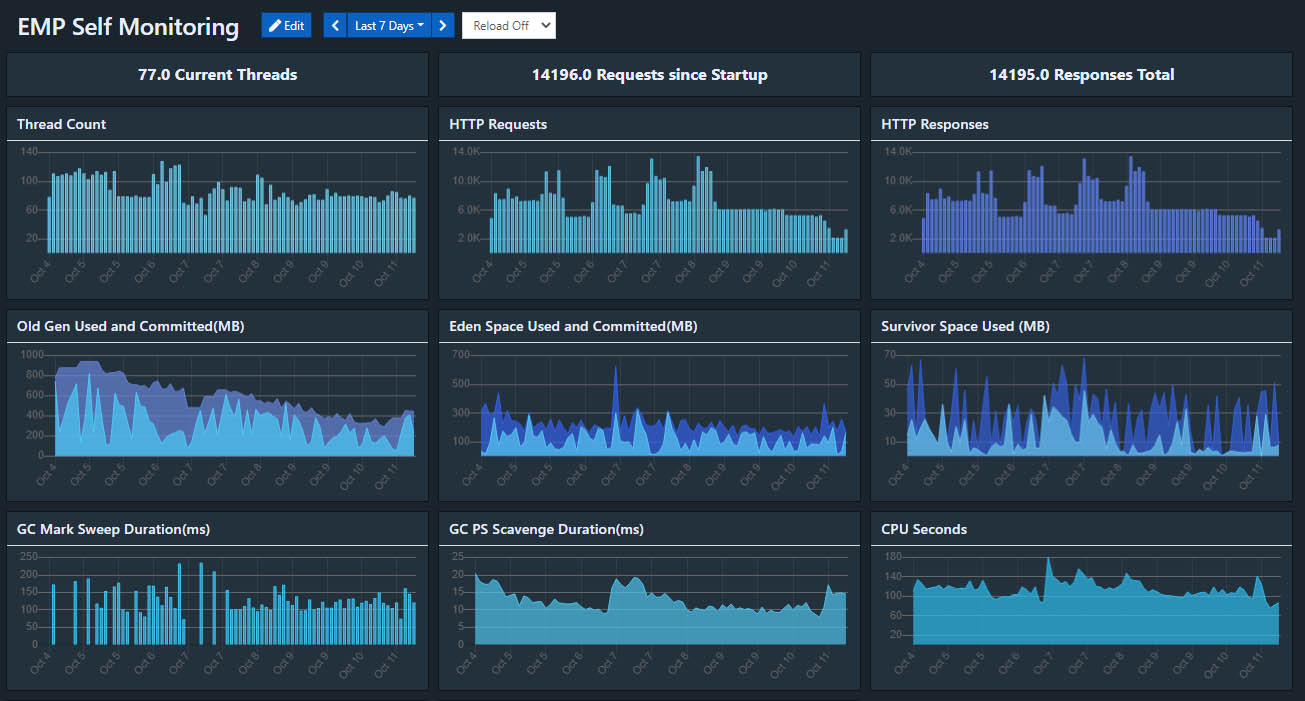 EMP Self Monitoring Edit Last 7 Days Reload Off
77.0 Current Threads
14196.0 Requests since Startup
14195.0 Responses Total
Thread Count
140
100
60
20
Oct 4 Oct 5 Oct 5 Oct 6 Oct 7 Oct 7 Oct 8 Oct 9 Oct 9 Oct 10 Oct 11
HTTP Requests
14.0K
10.0K
6.0K
2.0K
Oct 4 Oct 5 Oct 5 Oct 6 Oct 7 Oct 7 Oct 8 Oct 9 Oct 9 Oct 10 Oct 11
HTTP Responses
14.0K
10.0K
6.0K
2.0K
Oct 4 Oct 5 Oct 5 Oct 6 Oct 7 Oct 7 Oct 8 Oct 9 Oct 9 Oct 10 Oct 11
Old Gen Used and Committed(MB)
1000
800
600
400
200
0
Oct 4 Oct 5 Oct 5 Oct 6 Oct 7 Oct 7 Oct 8 Oct 9 Oct 9 Oct 10 Oct 11
Eden Space Used and Committed(MB)
700
500
300
100
Oct 4 Oct 5 Oct 5 Oct 6 Oct 7 Oct 7 Oct 8 Oct 9 Oct 9 Oct 10 Oct 11
Survivor Space Used (MB)
70
50
30
10
Oct 4 Oct 5 Oct 5 Oct 6 Oct 7 Oct 7 Oct 8 Oct 9 Oct 9 Oct 10 Oct 11
GC Mark Sweep Duration(ms)
250
200
150
100
50
0
Oct 4 Oct 5 Oct 5 Oct 6 Oct 7 Oct 7 Oct 8 Oct 9 Oct 9 Oct 10 Oct 11
GC PS Scavenge Duration(ms)
25
20
15
10
5
0
Oct 4 Oct 5 Oct 5 Oct 6 Oct 7 Oct 7 Oct 8 Oct 9 Oct 9 Oct 10 Oct 11
CPU Seconds
180
140
100
60
20
Oct 4 Oct 5 Oct 5 Oct 6 Oct 7 Oct 7 Oct 8 Oct 9 Oct 9 Oct 10 Oct 11